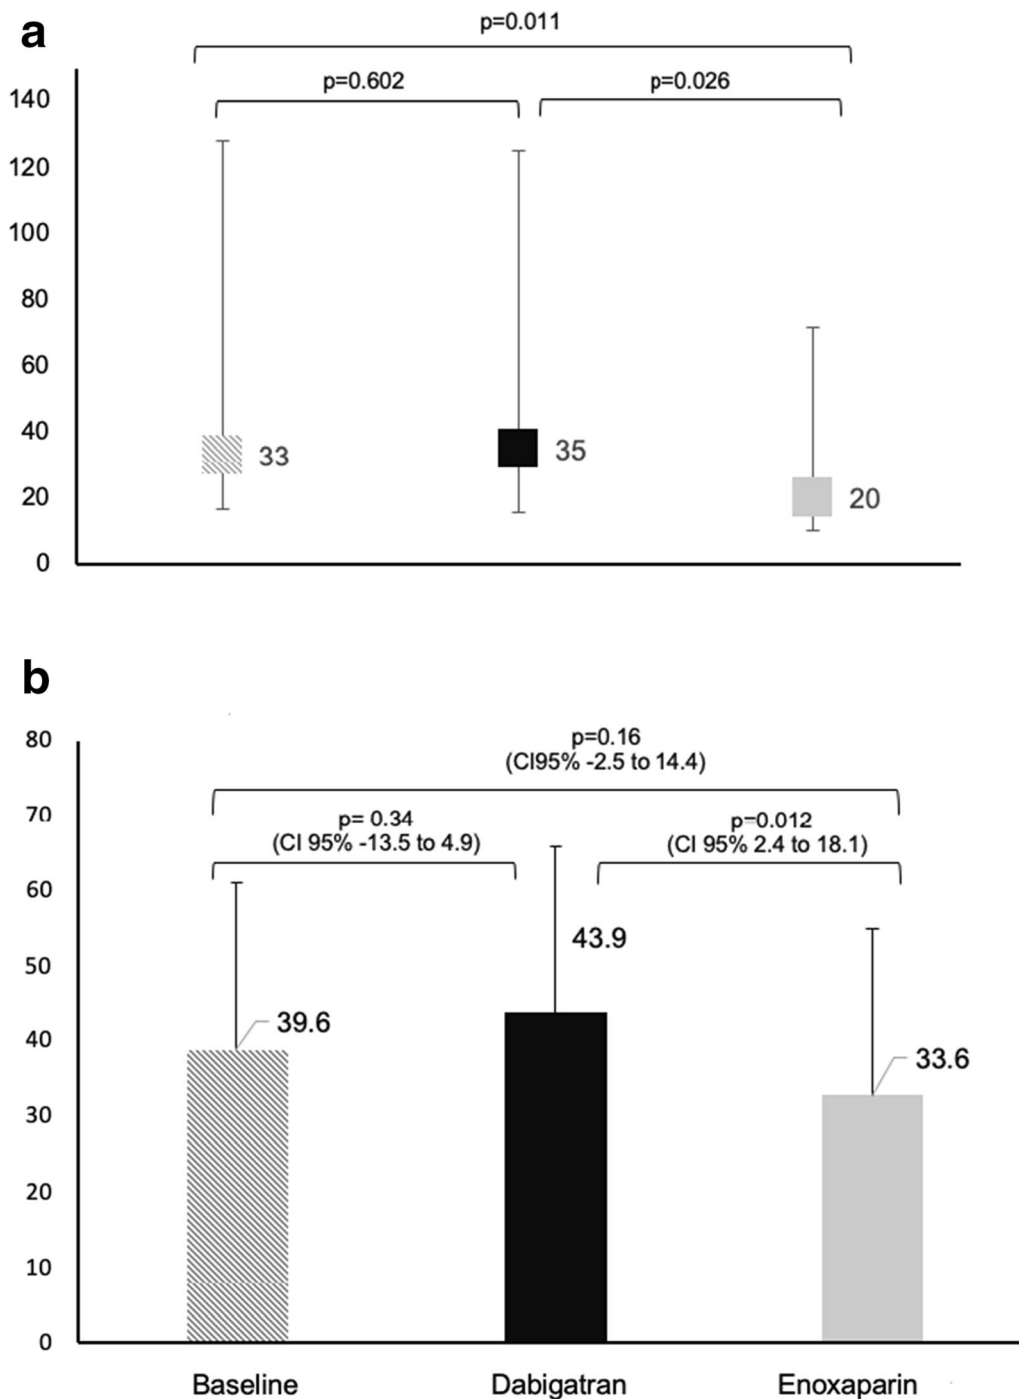 a
p=0.011
p=0.602
p=0.026
140
120
100
80
60
40
20
0
33
35
20
b
80
70
60
50
40
30
20
10
0
p=0.16
(CI95% -2.5 to 14.4)
p= 0.34
(CI 95% -13.5 to 4.9)
p=0.012
(CI 95% 2.4 to 18.1)
39.6
43.9
33.6
Baseline
Dabigatran
Enoxaparin